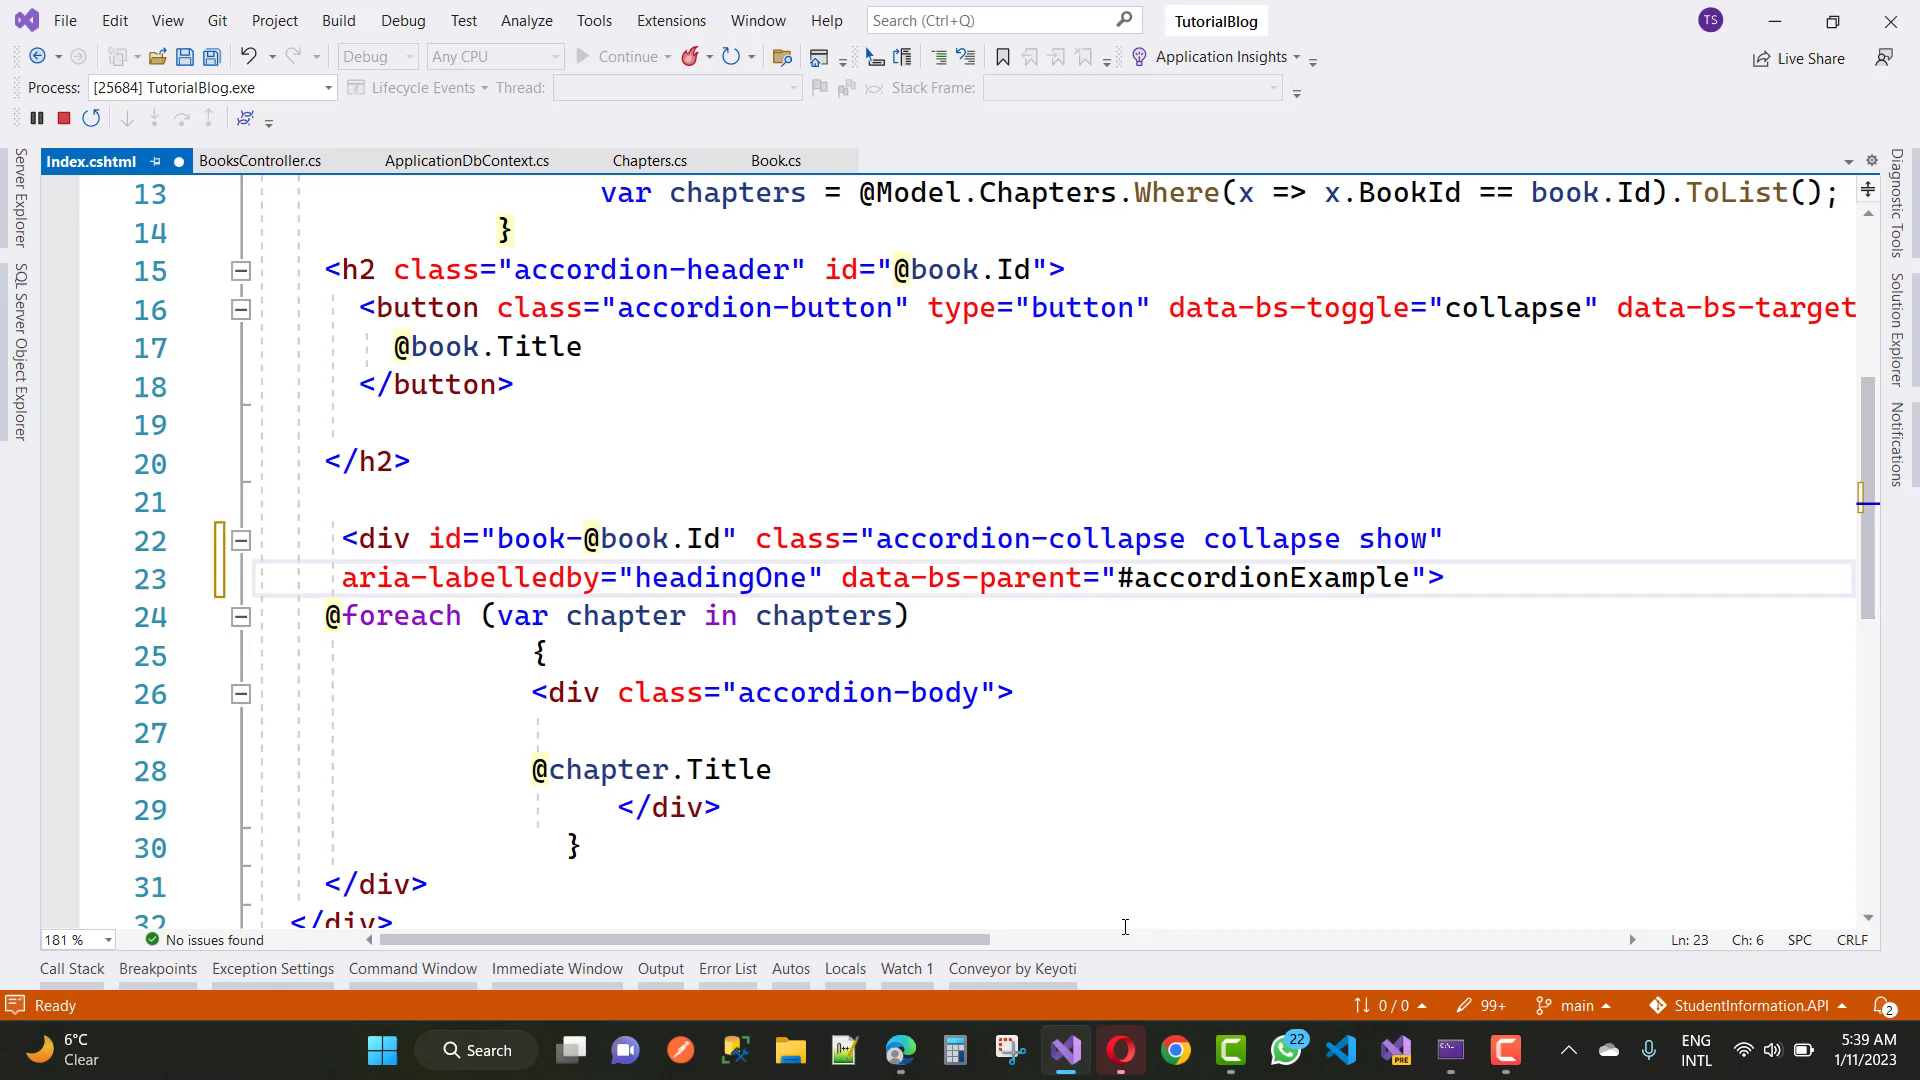 File Edit View Git Project Build Debug Test Analyze Tools Extensions Window Help Search (Ctrl+Q) TutorialBlog TS
Debug Any CPU Continue Application Insights Live Share
Process: [25684] TutorialBlog.exe Lifecycle Events Thread: Stack Frame:
Index.cshtml BooksController.cs ApplicationDbContext.cs Chapters.cs Book.cs
Server Explorer
SQL Server Object Explorer
Diagnostic Tools
Solution Explorer
Notifications
13 var chapters = @Model.Chapters.Where(x => x.BookId == book.Id).ToList();
14 }
15 <h2 class="accordion-header" id="@book.Id">
16 <button class="accordion-button" type="button" data-bs-toggle="collapse" data-bs-target
17 @book.Title
18 </button>
19
20 </h2>
21
22 <div id="book-@book.Id" class="accordion-collapse collapse show"
23 aria-labelledby="headingOne" data-bs-parent="#accordionExample">
24 @foreach (var chapter in chapters)
25 {
26 <div class="accordion-body">
27
28 @chapter.Title
29 </div>
30 }
31 </div>
32 </div>
181 % No issues found Ln: 23 Ch: 6 SPC CRLF
Call Stack Breakpoints Exception Settings Command Window Immediate Window Output Error List Autos Locals Watch 1 Conveyor by Keyoti
Ready 0 / 0 99+ main StudentInformation.API 2
6°C
Clear
Search
22
PRE
ENG
INTL
5:39 AM
1/11/2023